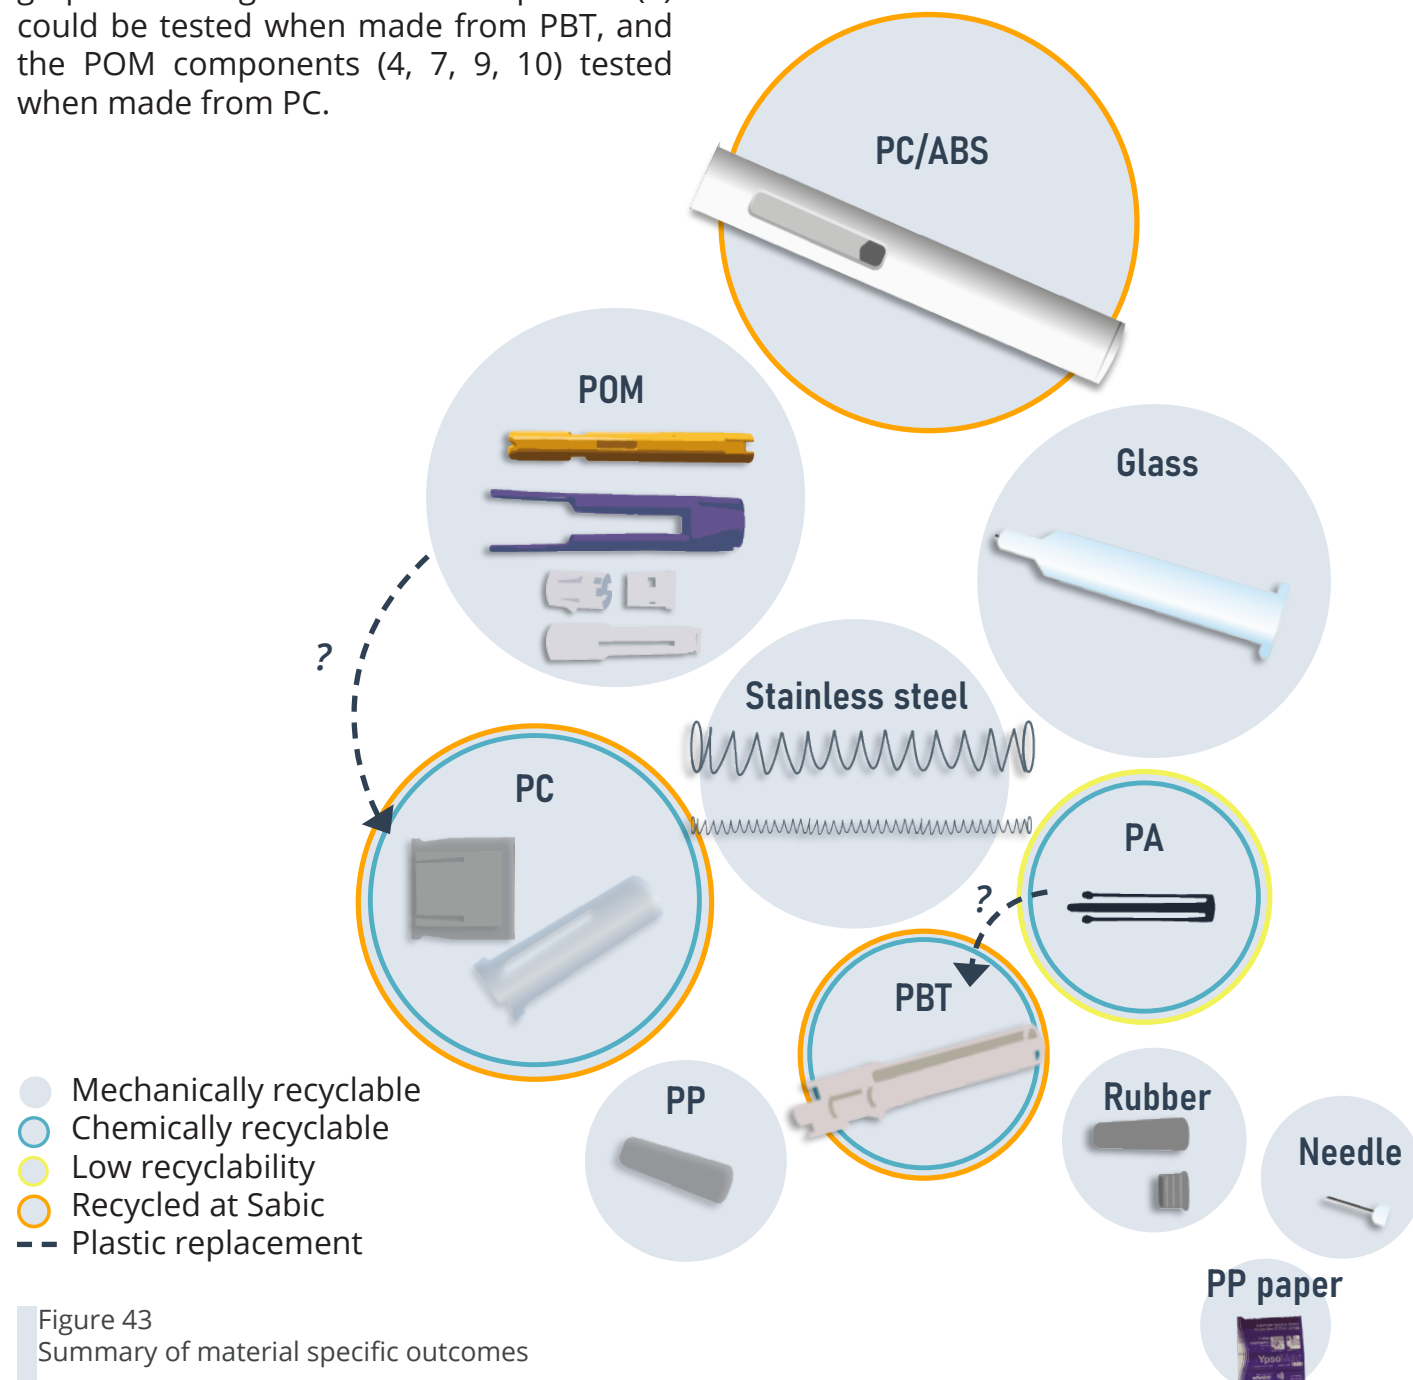 could be tested when made from PBT, and
the POM components (4, 7, 9, 10) tested
when made from PC.
PC/ABS
POM
Glass
?
Stainless steel
PC
PA
?
PBT
PP
Rubber
Needle
PP paper
Mechanically recyclable
Chemically recyclable
Low recyclability
Recycled at Sabic
Plastic replacement
Figure 43
Summary of material specific outcomes